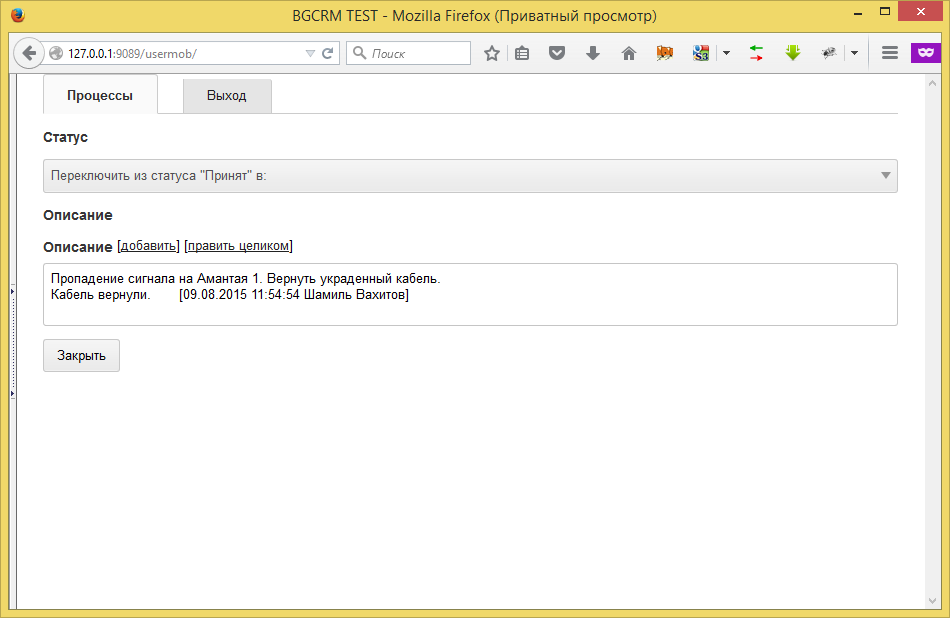 BGCRM TEST - Mozilla Firefox (Приватный просмотр)
127.0.0.1:9089/usermob/
Поиск
S3
Процессы
Выход
Статус
Переключить из статуса "Принят" в:
Описание
Описание [добавить] [править целиком]
Пропадение сигнала на Амантая 1. Вернуть украденный кабель.
Кабель вернули. [09.08.2015 11:54:54 Шамиль Вахитов]
Закрыть